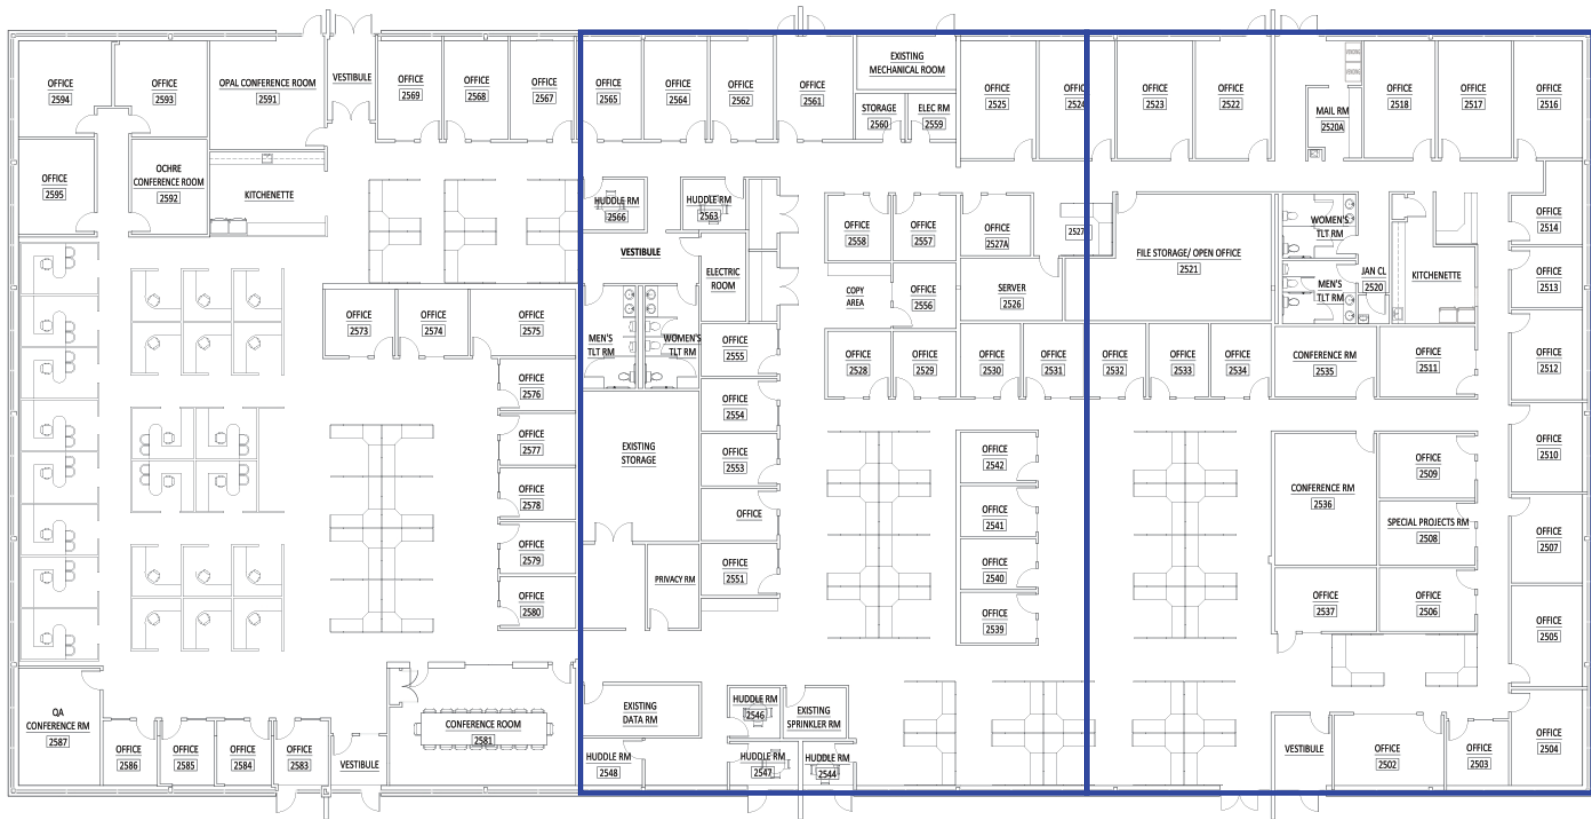 OFFICE
2594
OFFICE
2593
OPAL CONFERENCE ROOM
2591
VESTIBULE
OFFICE
2569
OFFICE
2568
OFFICE
2567
OFFICE
2565
OFFICE
2564
OFFICE
2562
OFFICE
2561
EXISTING
MECHANICAL ROOM
STORAGE
2560
ELEC RM
2559
OFFICE
2525
OFFIC
2524
OFFICE
2523
OFFICE
2522
MAIL RM
2520A
OFFICE
2518
OFFICE
2517
OFFICE
2516
OFFICE
2595
OCHRE
CONFERENCE ROOM
2592
KITCHENETTE
HUDDLE RM
2566
HUDDLE RM
2563
VESTIBULE
ELECTRIC
ROOM
OFFICE
2558
OFFICE
2557
OFFICE
2527A
2527
FILE STORAGE/ OPEN OFFICE
2521
WOMEN'S
TLT RM
MEN'S
TLT RM
JAN CL
2520
KITCHENETTE
OFFICE
2514
OFFICE
2513
COPY
AREA
OFFICE
2556
SERVER
2526
OFFICE
2573
OFFICE
2574
OFFICE
2575
MEN'S
TLT RM
WOMEN'S
TLT RM
OFFICE
2555
OFFICE
2528
OFFICE
2529
OFFICE
2530
OFFICE
2531
OFFICE
2532
OFFICE
2533
OFFICE
2534
CONFERENCE RM
2535
OFFICE
2511
OFFICE
2512
OFFICE
2576
OFFICE
2554
OFFICE
2577
EXISTING
STORAGE
OFFICE
2553
OFFICE
2542
OFFICE
2509
OFFICE
2510
OFFICE
2578
OFFICE
OFFICE
2541
CONFERENCE RM
2536
SPECIAL PROJECTS RM
2508
OFFICE
2507
OFFICE
2579
PRIVACY RM
OFFICE
2551
OFFICE
2540
OFFICE
2580
OFFICE
2539
OFFICE
2537
OFFICE
2506
OFFICE
2505
QA
CONFERENCE RM
2587
OFFICE
2586
OFFICE
2585
OFFICE
2584
OFFICE
2583
VESTIBULE
CONFERENCE ROOM
2581
EXISTING
DATA RM
HUDDLE RM
2546
EXISTING
SPRINKLER RM
HUDDLE RM
2548
HUDDLE RM
2547
HUDDLE RM
2544
VESTIBULE
OFFICE
2502
OFFICE
2503
OFFICE
2504